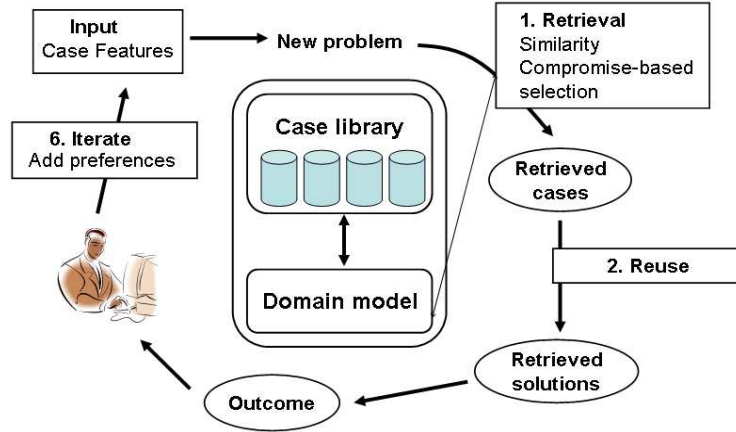 Input
Case Features
New problem
1. Retrieval
Similarity
Compromise-based
selection
Case library
6. Iterate
Add preferences
Retrieved
cases
2. Reuse
Domain model
Retrieved
solutions
Outcome